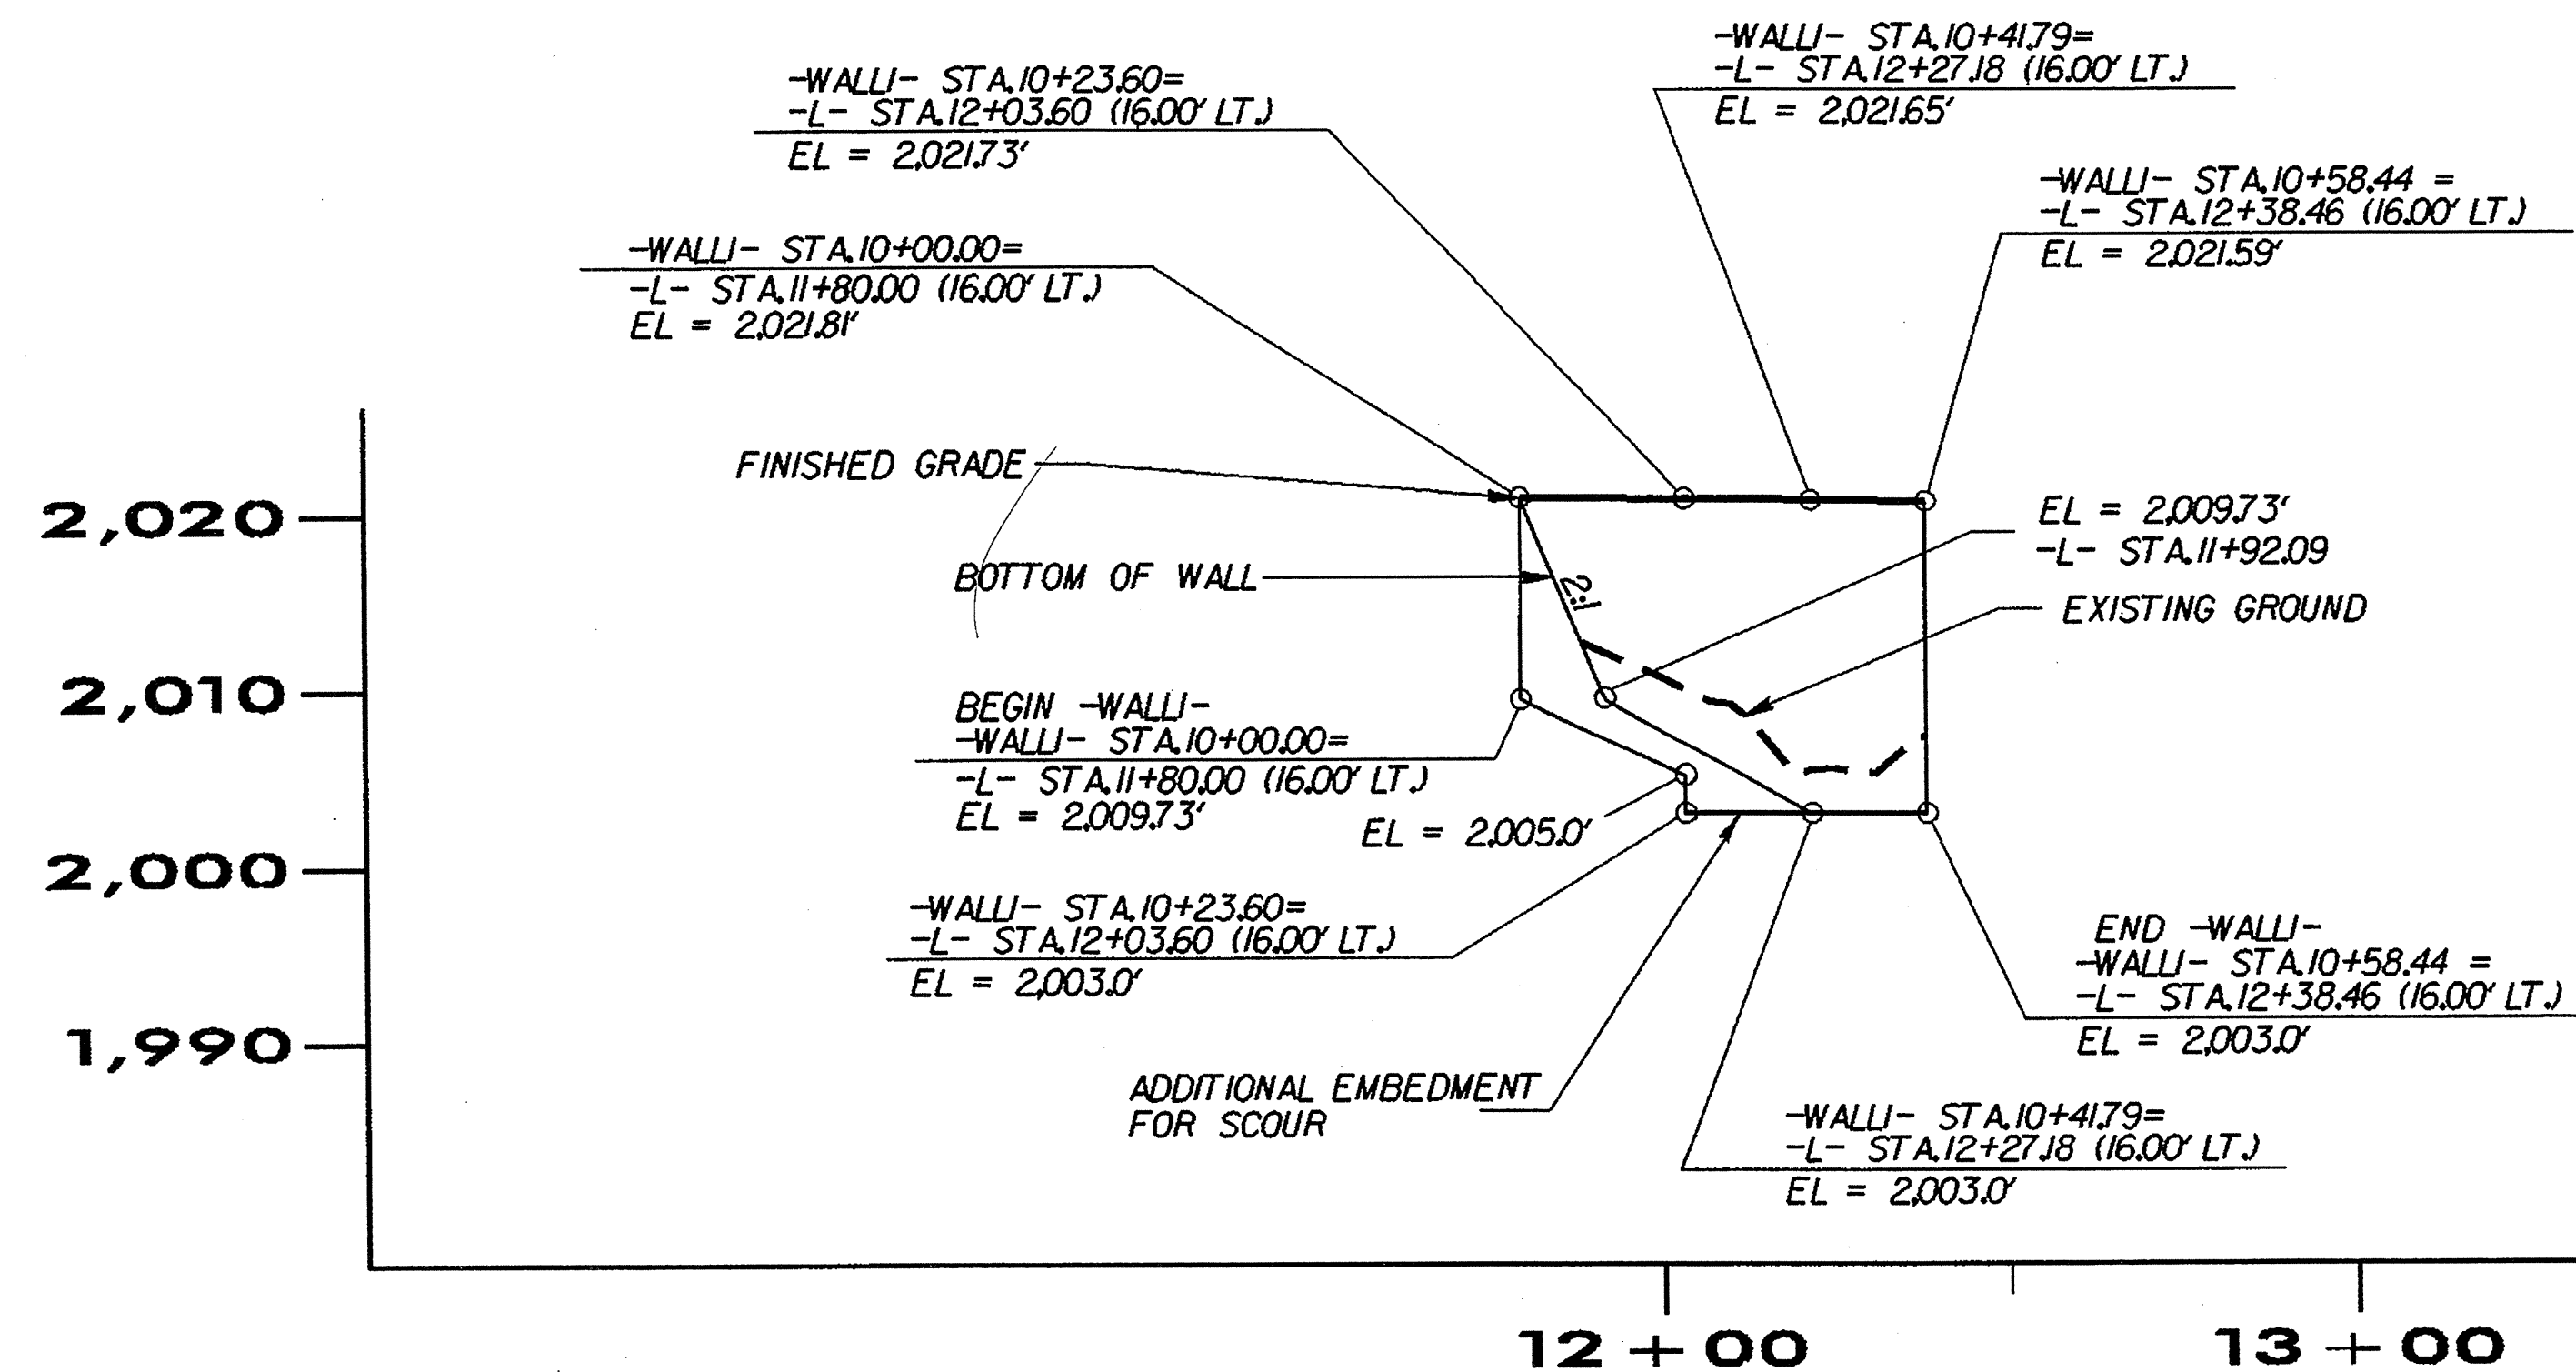 -WALL1- STA.10+41.79=
-L- STA.12+27.18 (16.00' LT.)
EL = 2,021.65'
-WALL1- STA.10+23.60=
-L- STA.12+03.60 (16.00' LT.)
EL = 2,021.73'
-WALL1- STA.10+58.44 =
-L- STA.12+38.46 (16.00' LT.)
EL = 2,021.59'
-WALL1- STA.10+00.00=
-L- STA.11+80.00 (16.00' LT.)
EL = 2,021.81'
FINISHED GRADE
2,020
EL = 2,009.73'
-L- STA.11+92.09
BOTTOM OF WALL
2:1
EXISTING GROUND
2,010
BEGIN -WALL1-
-WALL1- STA.10+00.00=
-L- STA.11+80.00 (16.00' LT.)
EL = 2,009.73'
EL = 2,005.0'
2,000
-WALL1- STA.10+23.60=
-L- STA.12+03.60 (16.00' LT.)
EL = 2,003.0'
END -WALL1-
-WALL1- STA.10+58.44 =
-L- STA.12+38.46 (16.00' LT.)
EL = 2,003.0'
1,990
ADDITIONAL EMBEDMENT
FOR SCOUR
-WALL1- STA.10+41.79=
-L- STA.12+27.18 (16.00' LT.)
EL = 2,003.0'
12 + 00
13 + 00